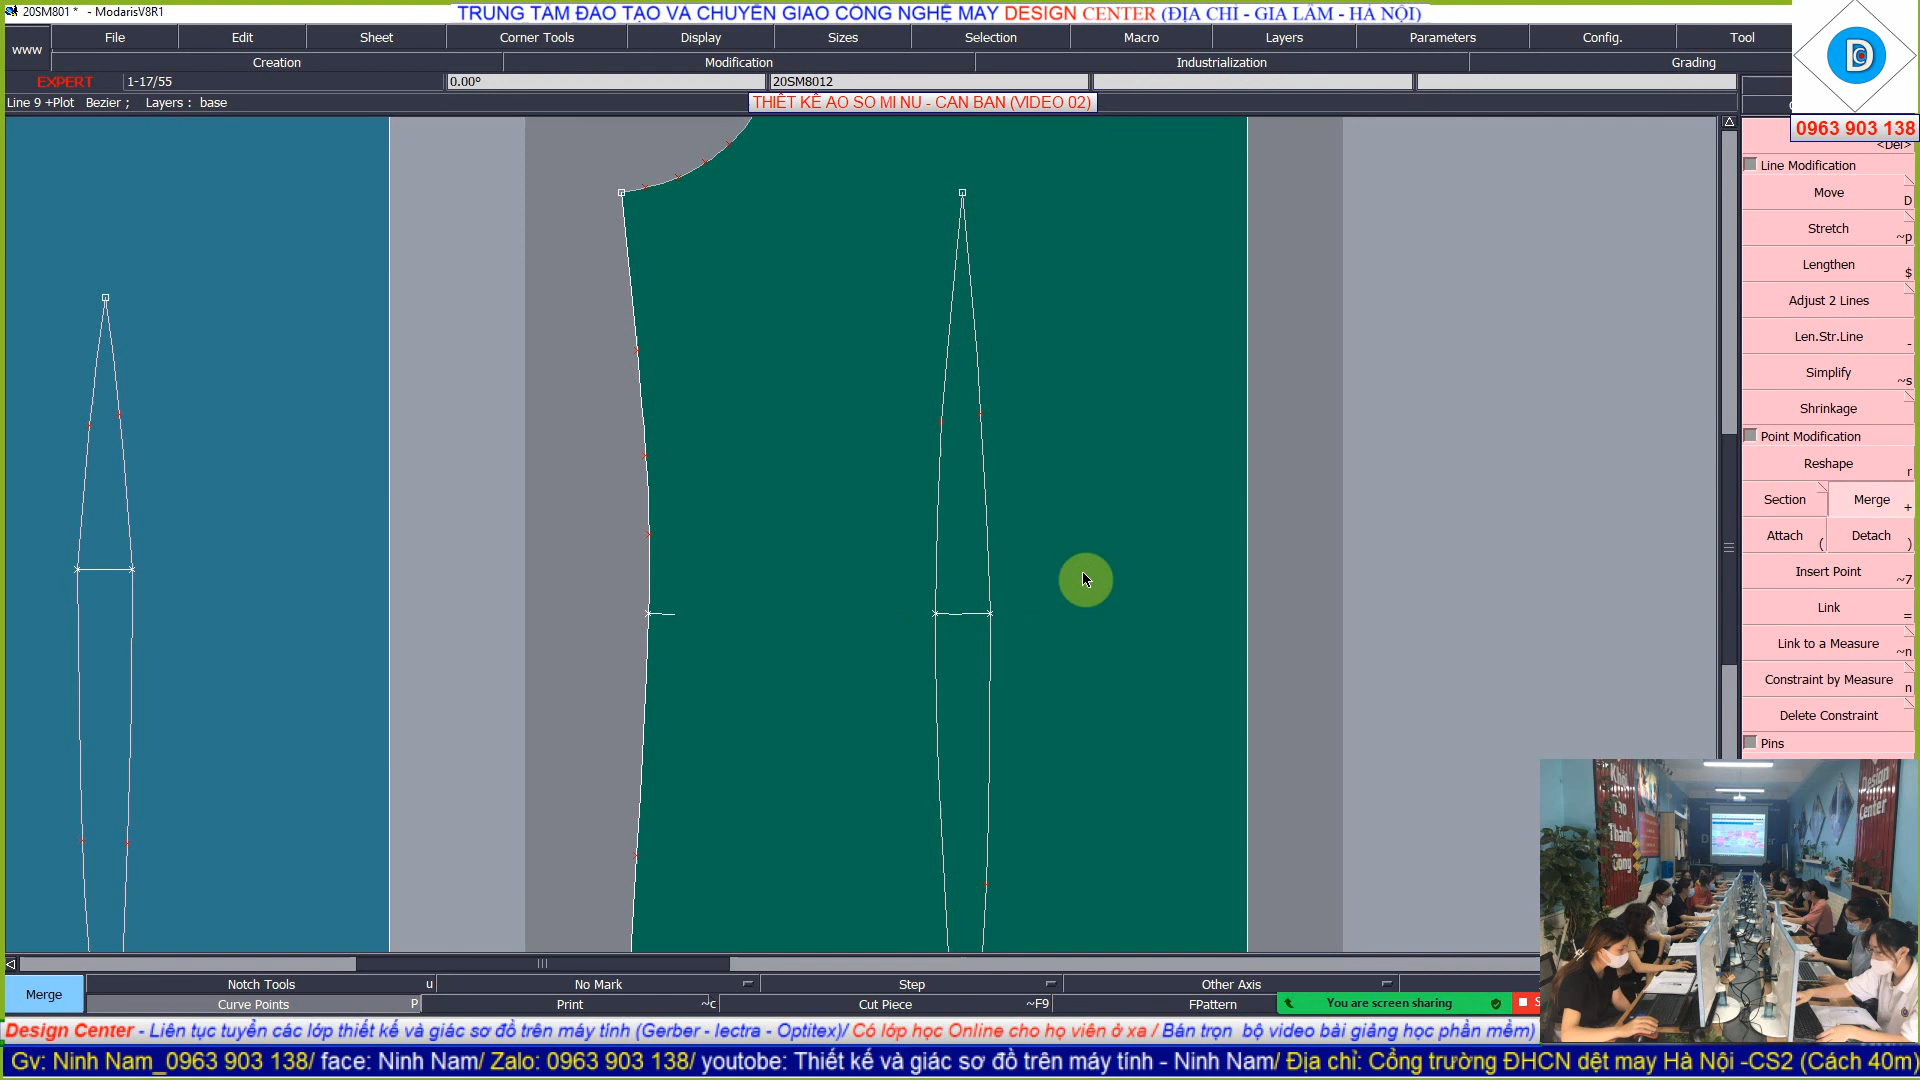 20SM801 * - ModarisV8R1
TRUNG TÂM ĐÀO TẠO VÀ CHUYỂN GIAO CÔNG NGHỆ MAY DESIGN CENTER (ĐỊA CHỈ - GIA LÂM - HÀ NỘI)
www File Edit Sheet Corner Tools Display Sizes Selection Macro Layers Parameters Config. Tool
Creation Modification Industrialization Grading
EXPERT 1-17/55 0.00° 20SM8012
Line 9 +Plot Bezier ; Layers : base
THIẾT KẾ ÁO SƠ MI NỮ - CĂN BẢN (VIDEO 02)
0963 903 138
<Del>
Line Modification
Move D
Stretch ~p
Lengthen $
Adjust 2 Lines
Len.Str.Line -
Simplify ~s
Shrinkage
Point Modification
Reshape r
Section Merge +
Attach ( Detach )
Insert Point ~7
Link =
Link to a Measure ~n
Constraint by Measure n
Delete Constraint
Pins
Khởi
Tạo
Thành
Công
Design
Center
Merge
Notch Tools u No Mark Step Other Axis
Curve Points P Print ~c Cut Piece ~F9 FPattern
You are screen sharing
Design Center - Liên tục tuyển các lớp thiết kế và giác sơ đồ trên máy tính (Gerber - lectra - Optitex)/ Có lớp học Online cho họ viên ở xa / Bán trọn bộ video bài giảng học phần mềm)
Gv: Ninh Nam_0963 903 138/ face: Ninh Nam/ Zalo: 0963 903 138/ youtobe: Thiết kế và giác sơ đồ trên máy tính - Ninh Nam/ Địa chỉ: Cổng trường ĐHCN dệt may Hà Nội -CS2 (Cách 40m)